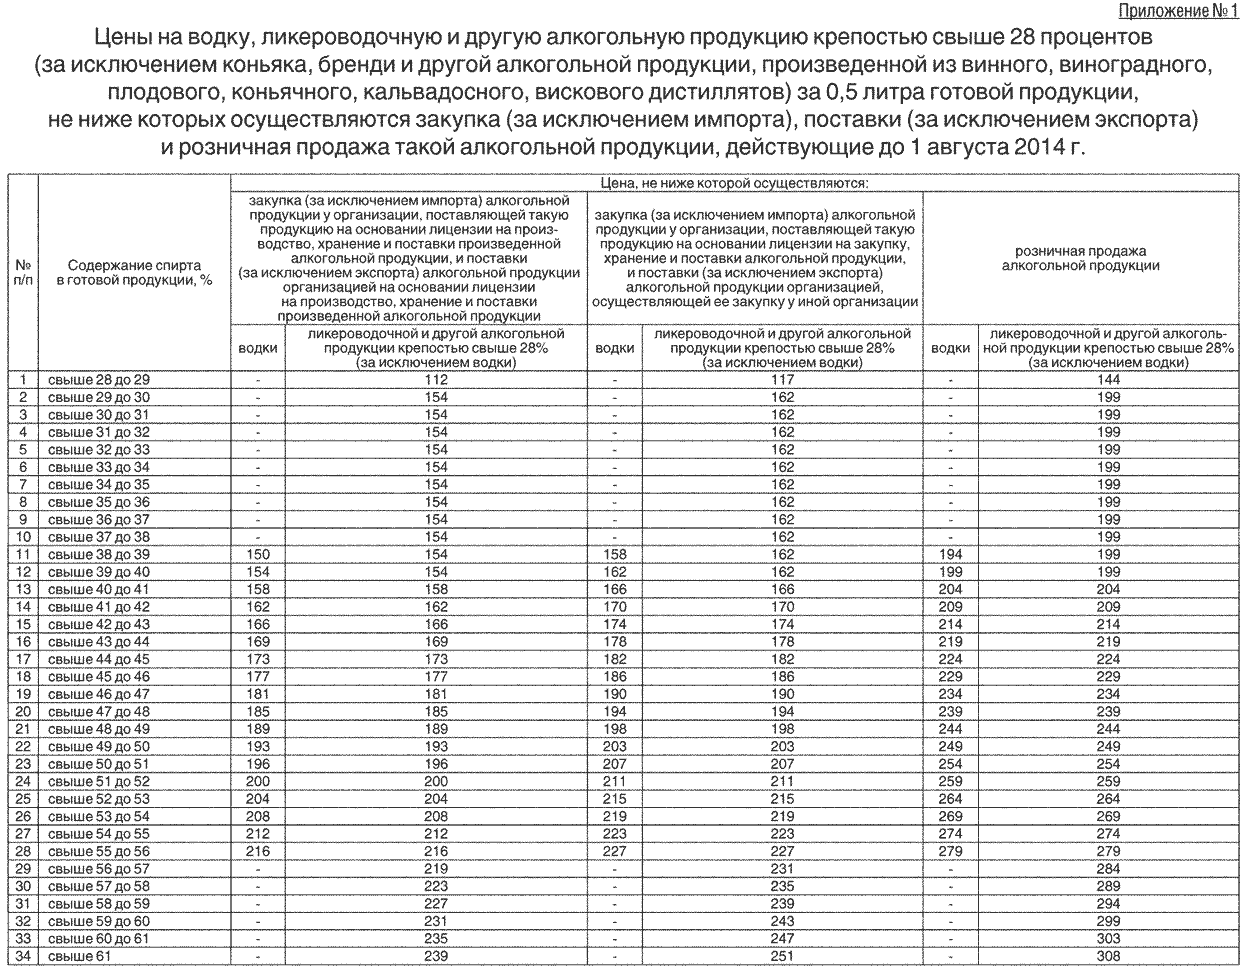 Приложение № 1
Цены на водку, ликероводочную и другую алкогольную продукцию крепостью свыше 28 процентов
(за исключением коньяка, бренди и другой алкогольной продукции, произведенной из винного, виноградного,
плодового, коньячного, кальвадосного, вискового дистиллятов) за 0,5 литра готовой продукции,
не ниже которых осуществляются закупка (за исключением импорта), поставки (за исключением экспорта)
и розничная продажа такой алкогольной продукции, действующие до 1 августа 2014 г.
№
п/п
Содержание спирта
в готовой продукции, %
Цена, не ниже которой осуществляются:
закупка (за исключением импорта) алкогольной
продукции у организации, поставляющей такую
продукцию на основании лицензии на произ-
водство, хранение и поставки произведенной
алкогольной продукции, и поставки
(за исключением экспорта) алкогольной продукции
организацией на основании лицензии
на производство, хранение и поставки
произведенной алкогольной продукции
закупка (за исключением импорта) алкогольной
продукции у организации, поставляющей такую
продукцию на основании лицензии на закупку,
хранение и поставки алкогольной продукции,
и поставки (за исключением экспорта)
алкогольной продукции организацией,
осуществляющей ее закупку у иной организации
розничная продажа
алкогольной продукции
водки
ликероводочной и другой алкогольной
продукции крепостью свыше 28%
(за исключением водки)
водки
ликероводочной и другой алкогольной
продукции крепостью свыше 28%
(за исключением водки)
водки
ликероводочной и другой алкоголь-
ной продукции крепостью свыше 28%
(за исключением водки)
1 свыше 28 до 29 - 112 - 117 - 144
2 свыше 29 до 30 - 154 - 162 - 199
3 свыше 30 до 31 - 154 - 162 - 199
4 свыше 31 до 32 - 154 - 162 - 199
5 свыше 32 до 33 - 154 - 162 - 199
6 свыше 33 до 34 - 154 - 162 - 199
7 свыше 34 до 35 - 154 - 162 - 199
8 свыше 35 до 36 - 154 - 162 - 199
9 свыше 36 до 37 - 154 - 162 - 199
10 свыше 37 до 38 - 154 - 162 - 199
11 свыше 38 до 39 150 154 158 162 194 199
12 свыше 39 до 40 154 154 162 162 199 199
13 свыше 40 до 41 158 158 166 166 204 204
14 свыше 41 до 42 162 162 170 170 209 209
15 свыше 42 до 43 166 166 174 174 214 214
16 свыше 43 до 44 169 169 178 178 219 219
17 свыше 44 до 45 173 173 182 182 224 224
18 свыше 45 до 46 177 177 186 186 229 229
19 свыше 46 до 47 181 181 190 190 234 234
20 свыше 47 до 48 185 185 194 194 239 239
21 свыше 48 до 49 189 189 198 198 244 244
22 свыше 49 до 50 193 193 203 203 249 249
23 свыше 50 до 51 196 196 207 207 254 254
24 свыше 51 до 52 200 200 211 211 259 259
25 свыше 52 до 53 204 204 215 215 264 264
26 свыше 53 до 54 208 208 219 219 269 269
27 свыше 54 до 55 212 212 223 223 274 274
28 свыше 55 до 56 216 216 227 227 279 279
29 свыше 56 до 57 - 219 - 231 - 284
30 свыше 57 до 58 - 223 - 235 - 289
31 свыше 58 до 59 - 227 - 239 - 294
32 свыше 59 до 60 - 231 - 243 - 299
33 свыше 60 до 61 - 235 - 247 - 303
34 свыше 61 - 239 - 251 - 308